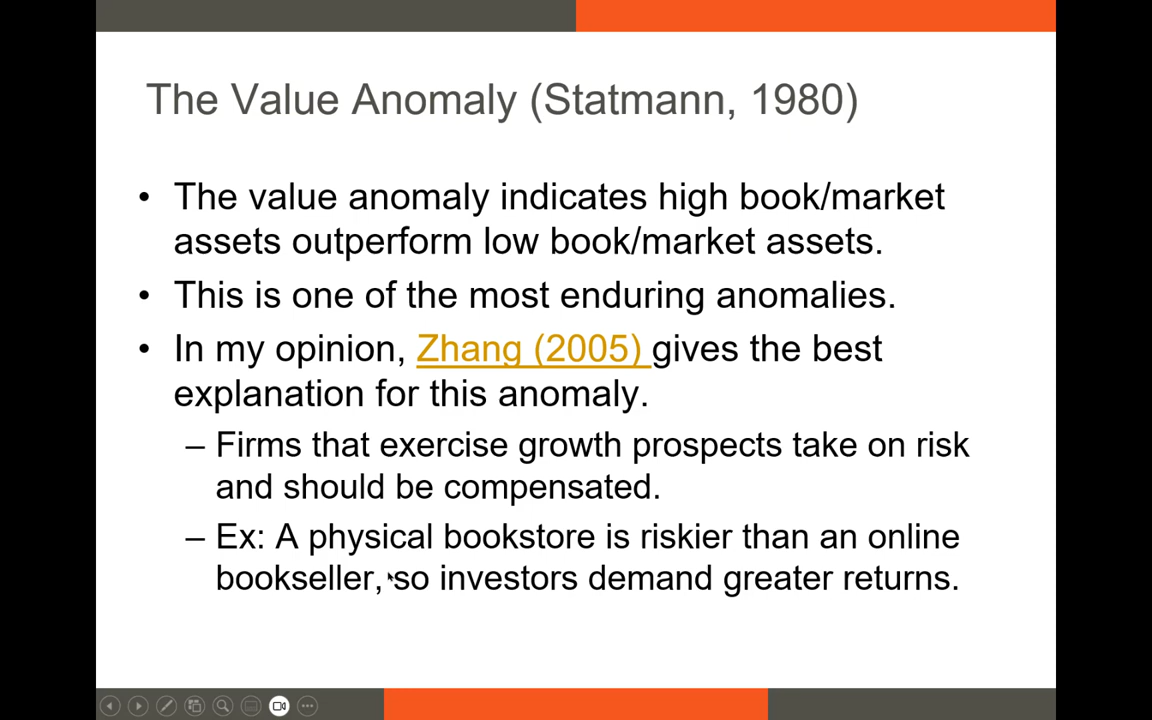 The Value Anomaly (Statmann, 1980)
• The value anomaly indicates high book/market
assets outperform low book/market assets.
• This is one of the most enduring anomalies.
• In my opinion, Zhang (2005) gives the best
explanation for this anomaly.
– Firms that exercise growth prospects take on risk
and should be compensated.
– Ex: A physical bookstore is riskier than an online
bookseller, so investors demand greater returns.